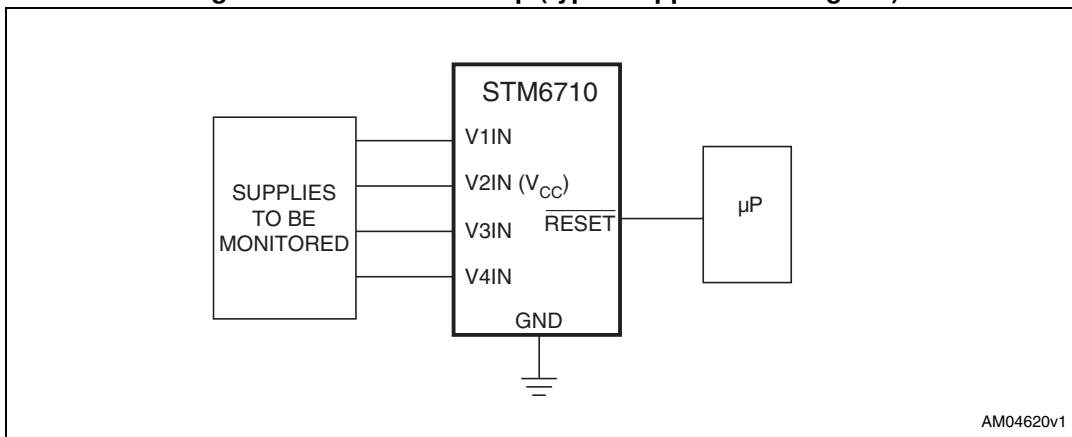 STM6710
V1IN
V2IN (VCC)
V3IN
RESET
V4IN
GND
SUPPLIES
TO BE
MONITORED
µP
AM04620v1